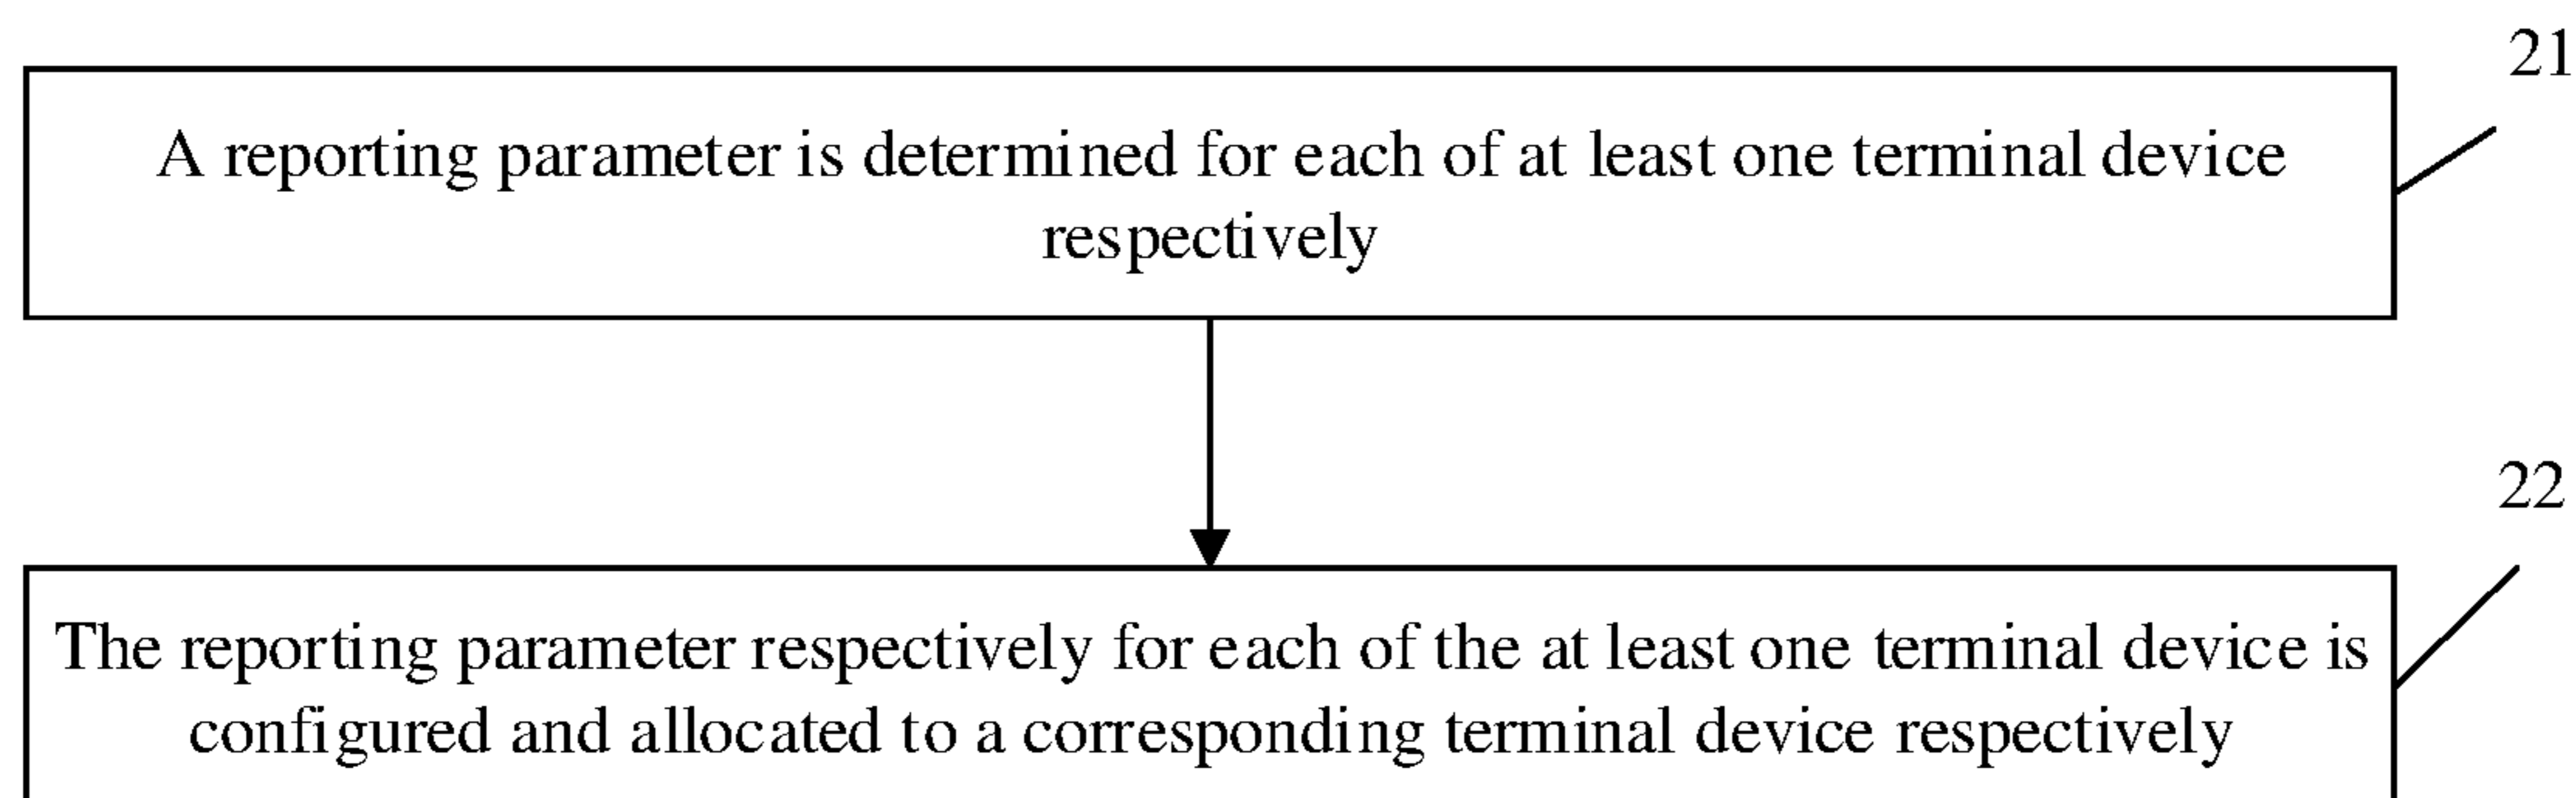 21
A reporting parameter is determined for each of at least one terminal device
respectively
22
The reporting parameter respectively for each of the at least one terminal device is
configured and allocated to a corresponding terminal device respectively